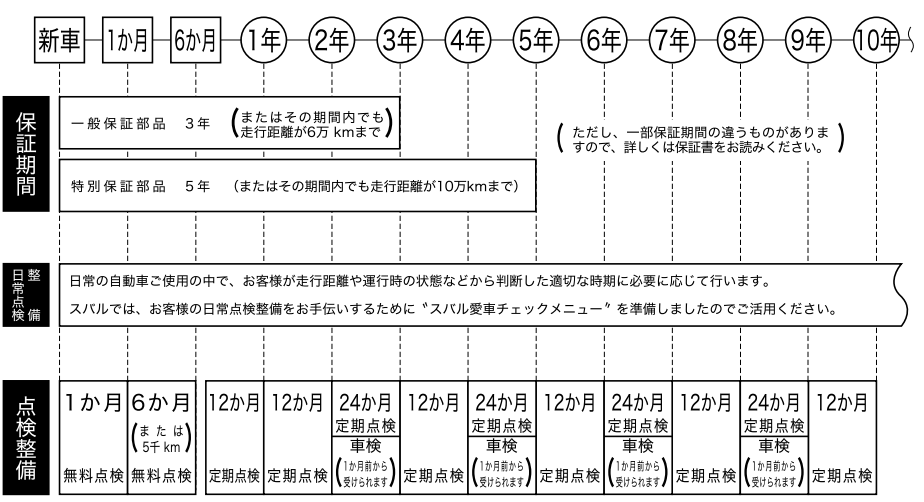 新車 1か月 6か月 1年 2年 3年 4年 5年 6年 7年 8年 9年 10年
保証期間
一般保証部品 3年 (またはその期間内でも
走行距離が6万kmまで)
(ただし、一部保証期間の違うものがありま
すので、詳しくは保証書をお読みください。)
特別保証部品 5年 (またはその期間内でも走行距離が10万kmまで)
日常点検
整備
日常の自動車ご使用の中で、お客様が走行距離や運行時の状態などから判断した適切な時期に必要に応じて行います。
スバルでは、お客様の日常点検整備をお手伝いするために〝スバル愛車チェックメニュー〞を準備しましたのでご活用ください。
点検整備
1か月
無料点検
6か月
(または
5千km)
無料点検
12か月
定期点検
12か月
定期点検
24か月
定期点検
車検
(1か月前から
受けられます)
12か月
定期点検
24か月
定期点検
車検
(1か月前から
受けられます)
12か月
定期点検
24か月
定期点検
車検
(1か月前から
受けられます)
12か月
定期点検
24か月
定期点検
車検
(1か月前から
受けられます)
12か月
定期点検